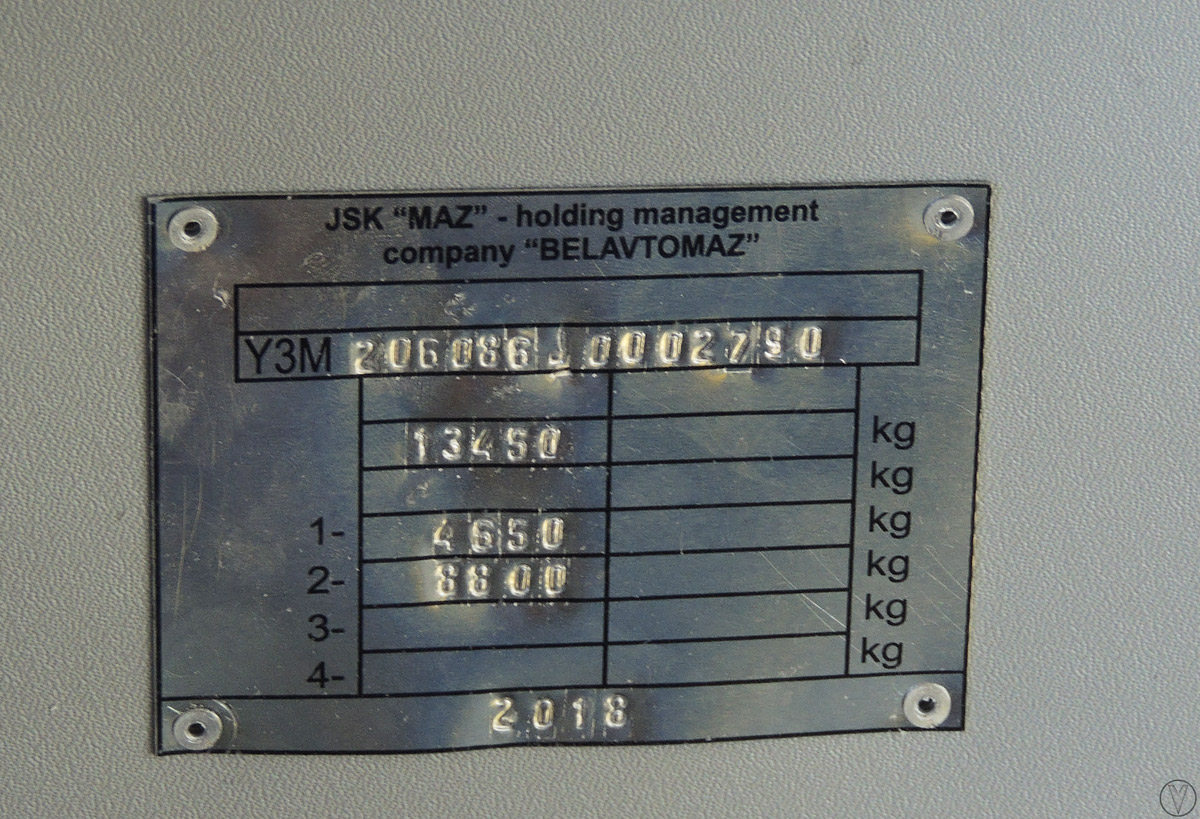 JSK “MAZ” - holding management
company “BELAVTOMAZ”
Y3M 206086J0002790
13450 kg
kg
1- 4650 kg
2- 8800 kg
3- kg
4- kg
2018